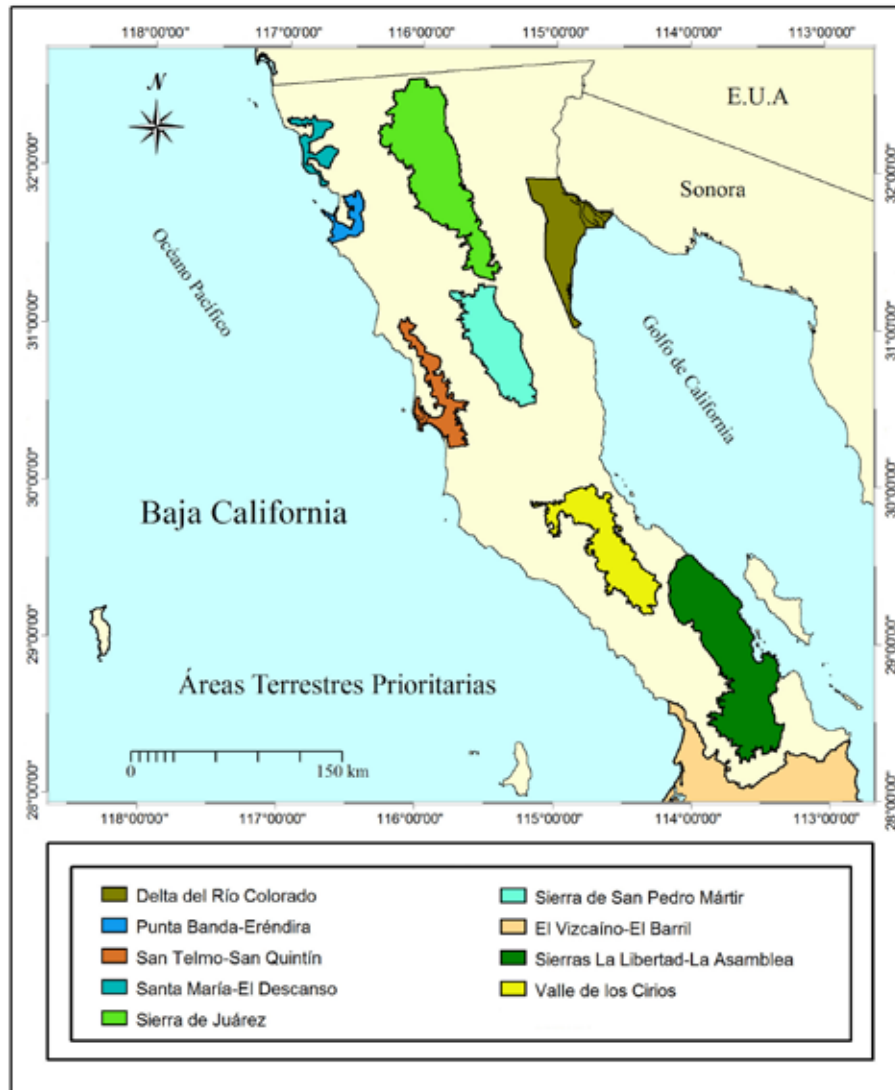 118°00'00" 117°00'00" 116°00'00" 115°00'00" 114°00'00" 113°00'00"
N
E.U.A
32°00'00" 32°00'00"
Sonora
Océano Pacífico
31°00'00" 31°00'00"
Golfo de California
30°00'00" 30°00'00"
Baja California
29°00'00" 29°00'00"
Áreas Terrestres Prioritarias
0 150 km
28°00'00" 28°00'00"
118°00'00" 117°00'00" 116°00'00" 115°00'00" 114°00'00" 113°00'00"
Delta del Río Colorado
Punta Banda-Eréndira
San Telmo-San Quintín
Santa María-El Descanso
Sierra de Juárez
Sierra de San Pedro Mártir
El Vizcaíno-El Barril
Sierras La Libertad-La Asamblea
Valle de los Cirios